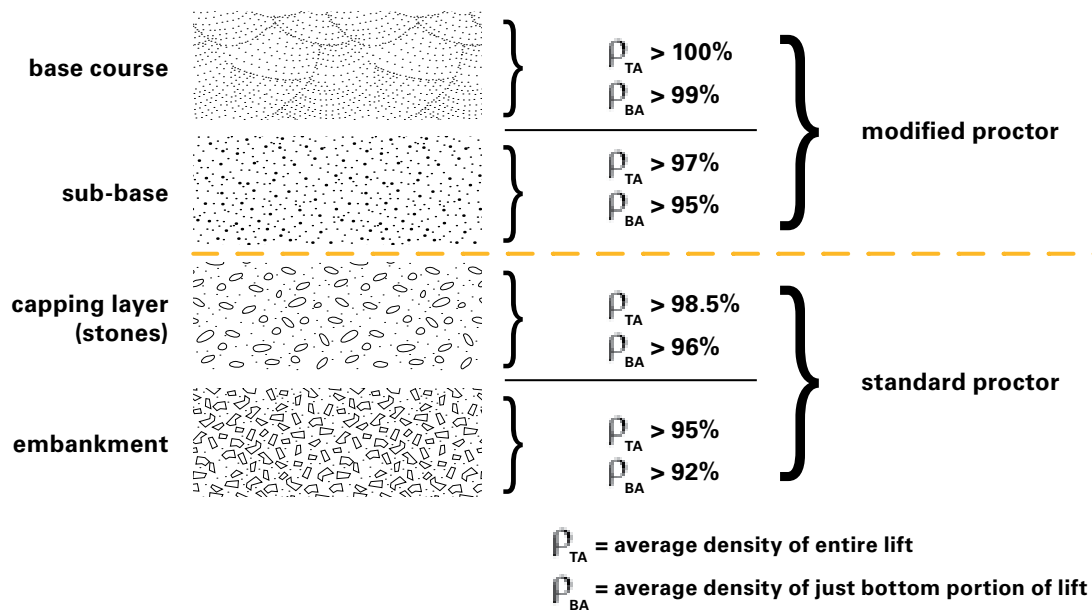 base course
ρTA > 100%
ρBA > 99%
modified proctor
sub-base
ρTA > 97%
ρBA > 95%
capping layer
(stones)
ρTA > 98.5%
ρBA > 96%
standard proctor
embankment
ρTA > 95%
ρBA > 92%
ρTA = average density of entire lift
ρBA = average density of just bottom portion of lift